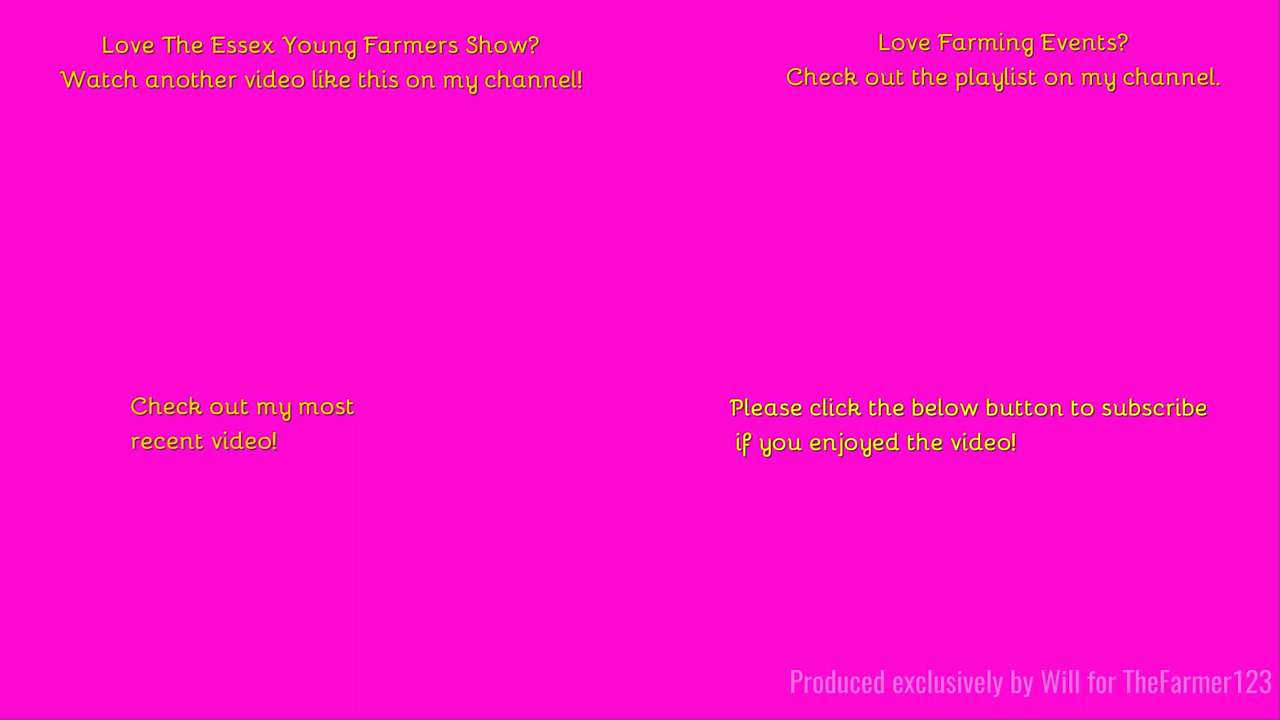 Love The Essex Young Farmers Show?
Watch another video like this on my channel!
Love Farming Events?
Check out the playlist on my channel.
Check out my most
recent video!
Please click the below button to subscribe
if you enjoyed the video!
Produced exclusively by Will for TheFarmer123